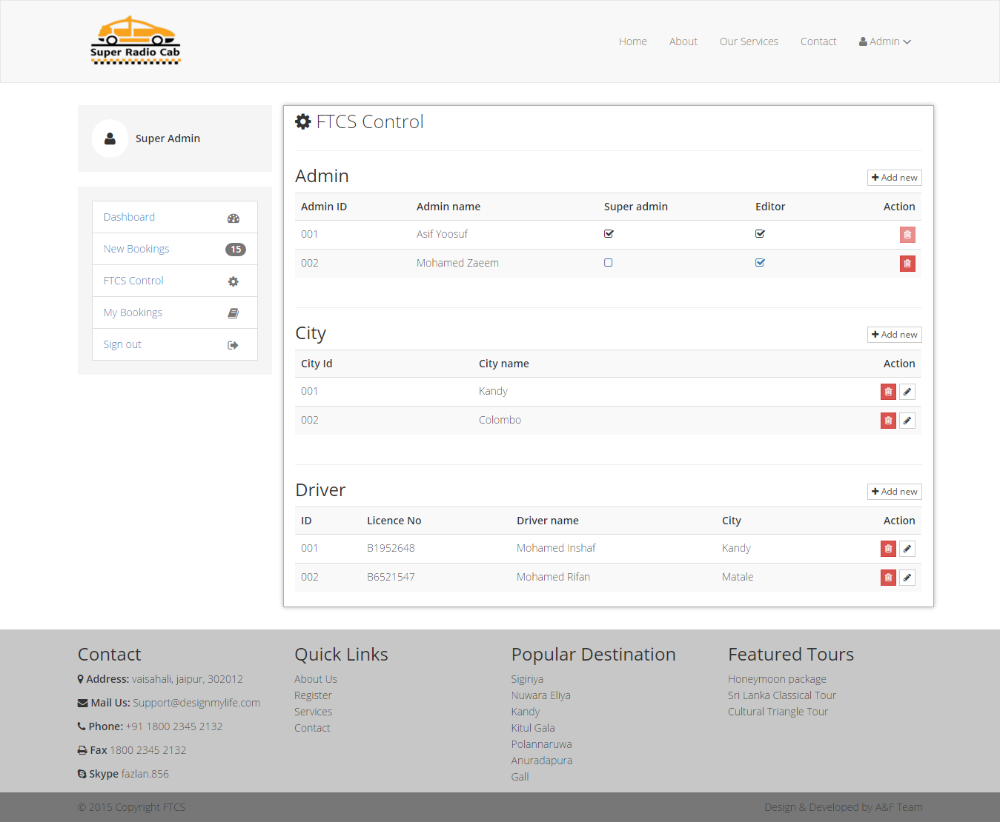 Super Radio Cab
Home About Our Services Contact Admin
Super Admin
Dashboard
New Bookings 15
FTCS Control
My Bookings
Sign out
FTCS Control
Admin Add new
Admin ID Admin name Super admin Editor Action
001 Asif Yoosuf
002 Mohamed Zaeem
City Add new
City Id City name Action
001 Kandy
002 Colombo
Driver Add new
ID Licence No Driver name City Action
001 B1952648 Mohamed Inshaf Kandy
002 B6521547 Mohamed Rifan Matale
Contact
Address: vaisahali, jaipur, 302012
Mail Us: Support@designmylife.com
Phone: +91 1800 2345 2132
Fax 1800 2345 2132
Skype fazlan.856
Quick Links
About Us
Register
Services
Contact
Popular Destination
Sigiriya
Nuwara Eliya
Kandy
Kitul Gala
Polannaruwa
Anuradapura
Gall
Featured Tours
Honeymoon package
Sri Lanka Classical Tour
Cultural Triangle Tour
© 2015 Copyright FTCS
Design & Developed by A&F Team